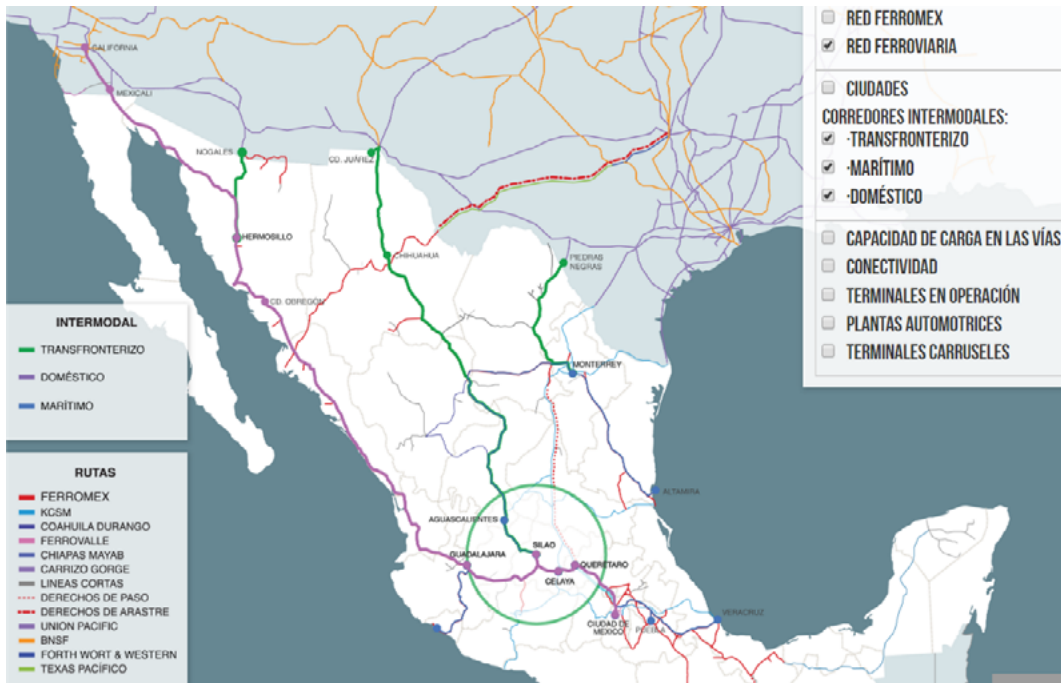 RED FERROMEX
RED FERROVIARIA
CIUDADES
CORREDORES INTERMODALES:
·TRANSFRONTERIZO
·MARÍTIMO
·DOMÉSTICO
CAPACIDAD DE CARGA EN LAS VÍAS
CONECTIVIDAD
TERMINALES EN OPERACIÓN
PLANTAS AUTOMOTRICES
TERMINALES CARRUSELES
CALIFORNIA
MEXICALI
NOGALES
CD. JUÁREZ
HERMOSILLO
CHIHUAHUA
PIEDRAS
NEGRAS
CD. OBREGÓN
MONTERREY
ALTAMIRA
AGUASCALIENTES
GUADALAJARA
SILAO
CELAYA
QUERÉTARO
CIUDAD DE
MÉXICO
PUEBLA
VERACRUZ
INTERMODAL
TRANSFRONTERIZO
DOMÉSTICO
MARÍTIMO
RUTAS
FERROMEX
KCSM
COAHUILA DURANGO
FERROVALLE
CHIAPAS MAYAB
CARRIZO GORGE
LINEAS CORTAS
DERECHOS DE PASO
DERECHOS DE ARASTRE
UNION PACIFIC
BNSF
FORTH WORT & WESTERN
TEXAS PACÍFICO